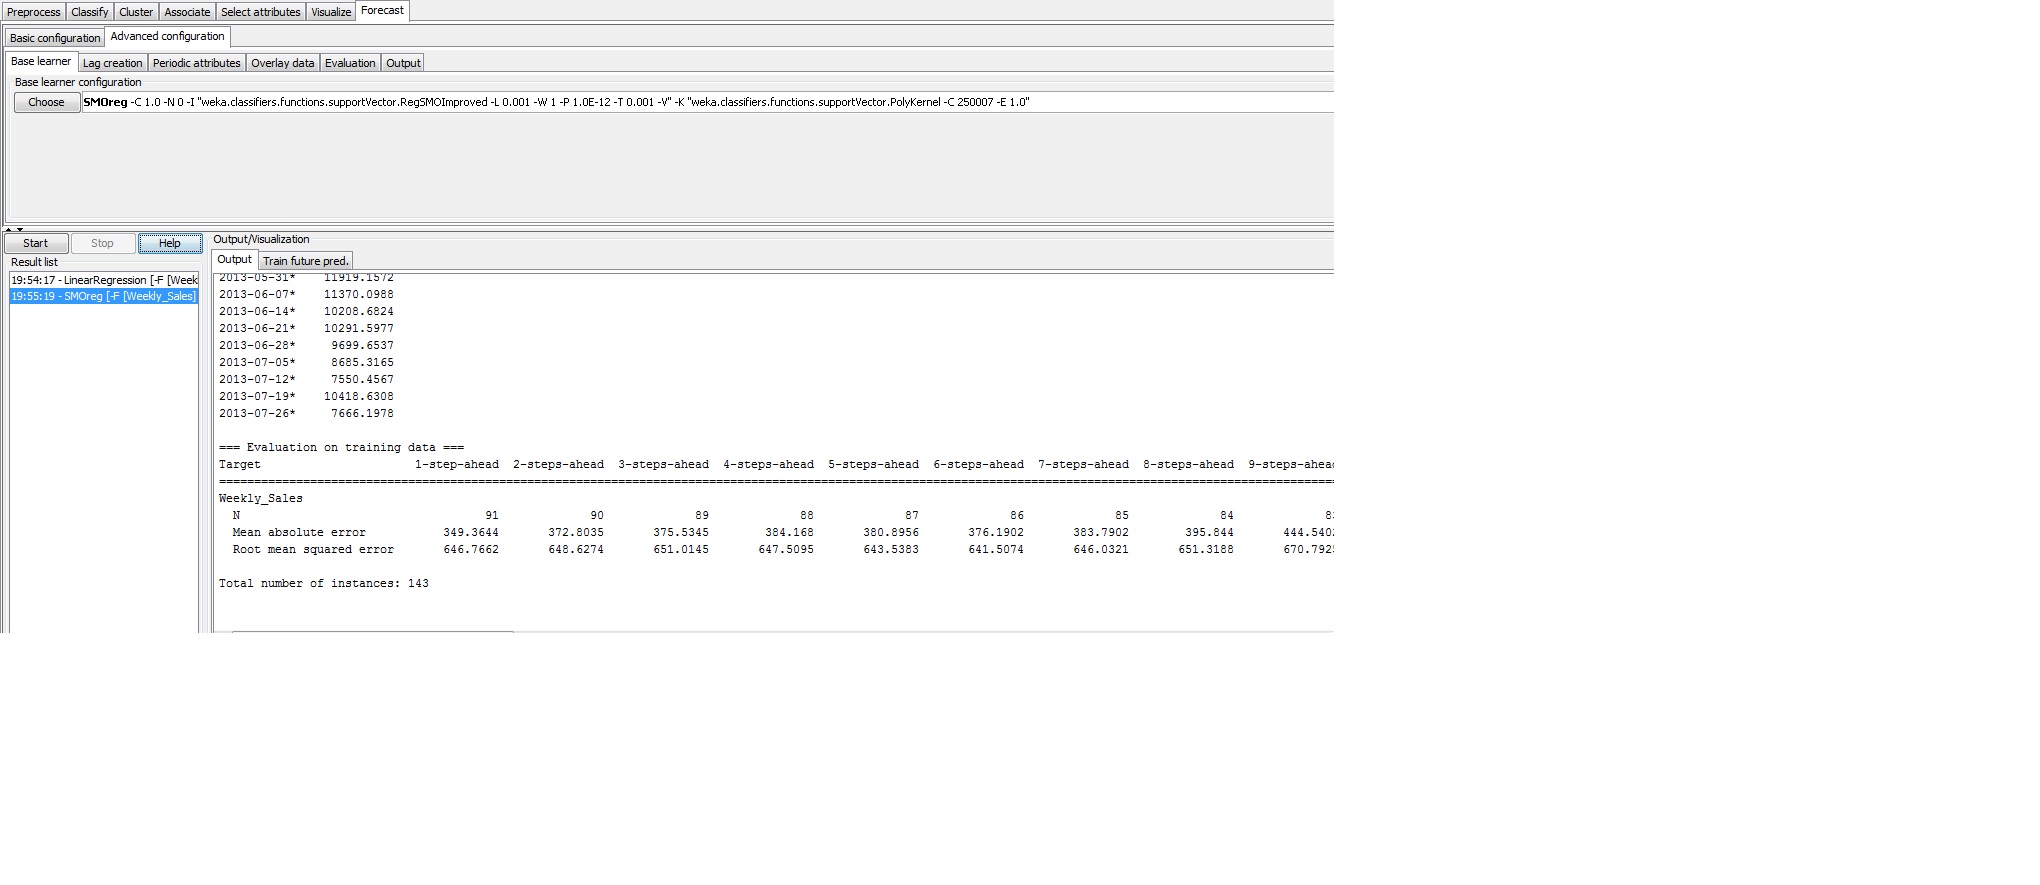 Preprocess Classify Cluster Associate Select attributes Visualize Forecast
Basic configuration Advanced configuration
Base learner Lag creation Periodic attributes Overlay data Evaluation Output
Base learner configuration
Choose SMOreg -C 1.0 -N 0 -I "weka.classifiers.functions.supportVector.RegSMOImproved -L 0.001 -W 1 -P 1.0E-12 -T 0.001 -V" -K "weka.classifiers.functions.supportVector.PolyKernel -C 250007 -E 1.0"
Start Stop Help
Result list
19:54:17 - LinearRegression [-F [Week
19:55:19 - SMOreg [-F [Weekly_Sales]
Output/Visualization
Output Train future pred.
2013-05-31* 11919.1572
2013-06-07* 11370.0988
2013-06-14* 10208.6824
2013-06-21* 10291.5977
2013-06-28* 9699.6537
2013-07-05* 8685.3165
2013-07-12* 7550.4567
2013-07-19* 10418.6308
2013-07-26* 7666.1978
=== Evaluation on training data ===
Target 1-step-ahead 2-steps-ahead 3-steps-ahead 4-steps-ahead 5-steps-ahead 6-steps-ahead 7-steps-ahead 8-steps-ahead 9-steps-ahead
Weekly_Sales
N 91 90 89 88 87 86 85 84
Mean absolute error 349.3644 372.8035 375.5345 384.168 380.8956 376.1902 383.7902 395.844 444.540
Root mean squared error 646.7662 648.6274 651.0145 647.5095 643.5383 641.5074 646.0321 651.3188 670.792
Total number of instances: 143